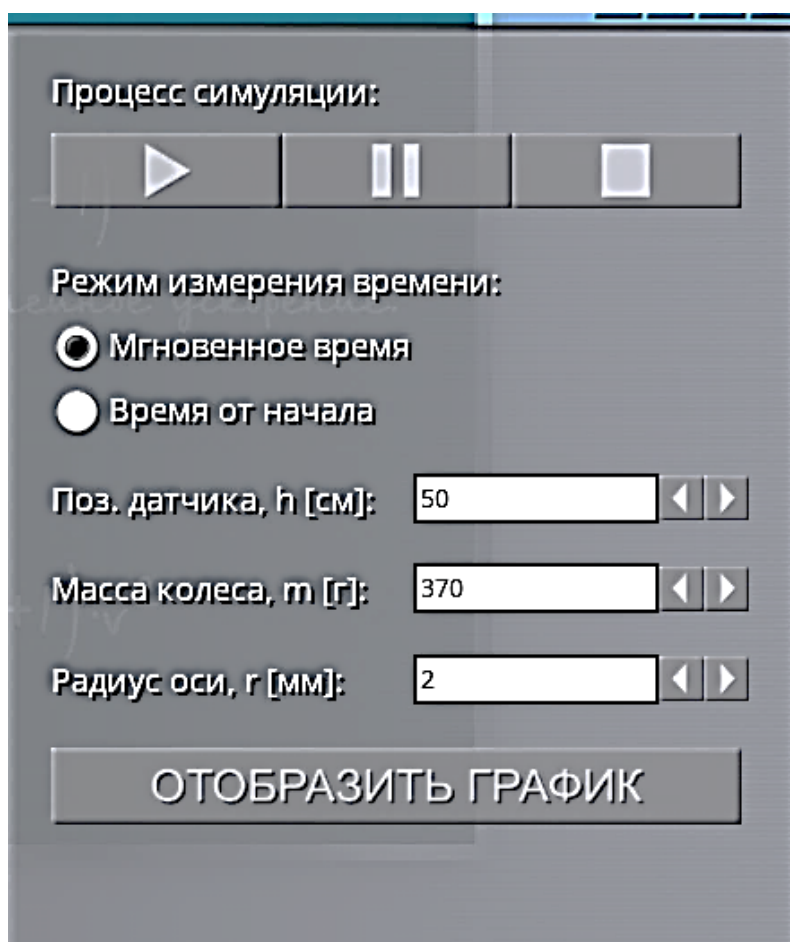 Процесс симуляции:
Режим измерения времени:
Мгновенное время
Время от начала
Поз. датчика, h [см]: 50
Масса колеса, m [г]: 370
Радиус оси, r [мм]: 2
ОТОБРАЗИТЬ ГРАФИК